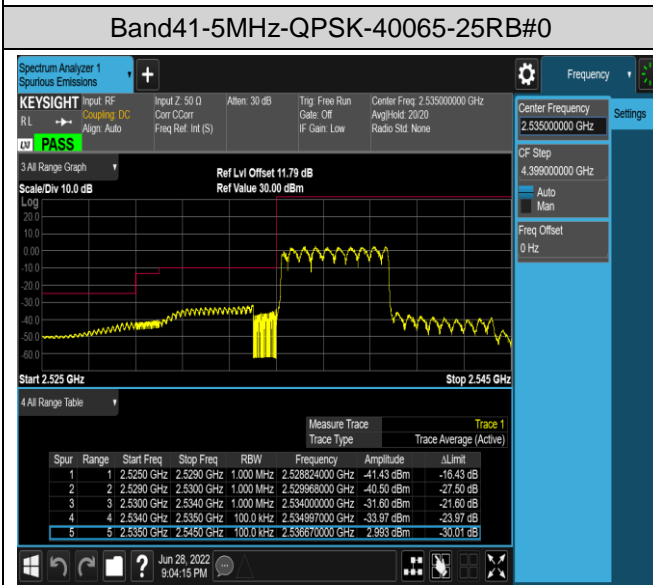 Band41-5MHz-QPSK-40065-25RB#0
Spectrum Analyzer 1
Spurious Emissions
+
Frequency
KEYSIGHT
RL
Input: RF
Coupling: DC
Align: Auto
Input Z: 50 Ω
Corr CCorr
Freq Ref: Int (S)
Atten: 30 dB
Trig: Free Run
Gate: Off
IF Gain: Low
Center Freq: 2.535000000 GHz
Avg|Hold: 20/20
Radio Std: None
LXI PASS
Center Frequency
2.535000000 GHz
Settings
CF Step
4.399000000 GHz
Auto
Man
Freq Offset
0 Hz
3 All Range Graph
Scale/Div 10.0 dB
Ref Lvl Offset 11.79 dB
Ref Value 30.00 dBm
Log
20.0
10.0
0.00
-10.0
-20.0
-30.0
-40.0
-50.0
-60.0
Start 2.525 GHz
Stop 2.545 GHz
4 All Range Table
Measure Trace Trace 1
Trace Type Trace Average (Active)
Spur Range Start Freq Stop Freq RBW Frequency Amplitude ΔLimit
1 1 2.5250 GHz 2.5290 GHz 1.000 MHz 2.528824000 GHz -41.43 dBm -16.43 dB
2 2 2.5290 GHz 2.5300 GHz 1.000 MHz 2.529968000 GHz -40.50 dBm -27.50 dB
3 3 2.5300 GHz 2.5340 GHz 1.000 MHz 2.534000000 GHz -31.60 dBm -21.60 dB
4 4 2.5340 GHz 2.5350 GHz 100.0 kHz 2.534997000 GHz -33.97 dBm -23.97 dB
5 5 2.5350 GHz 2.5450 GHz 100.0 kHz 2.536670000 GHz 2.993 dBm -30.01 dB
?
Jun 28, 2022
9:04:15 PM